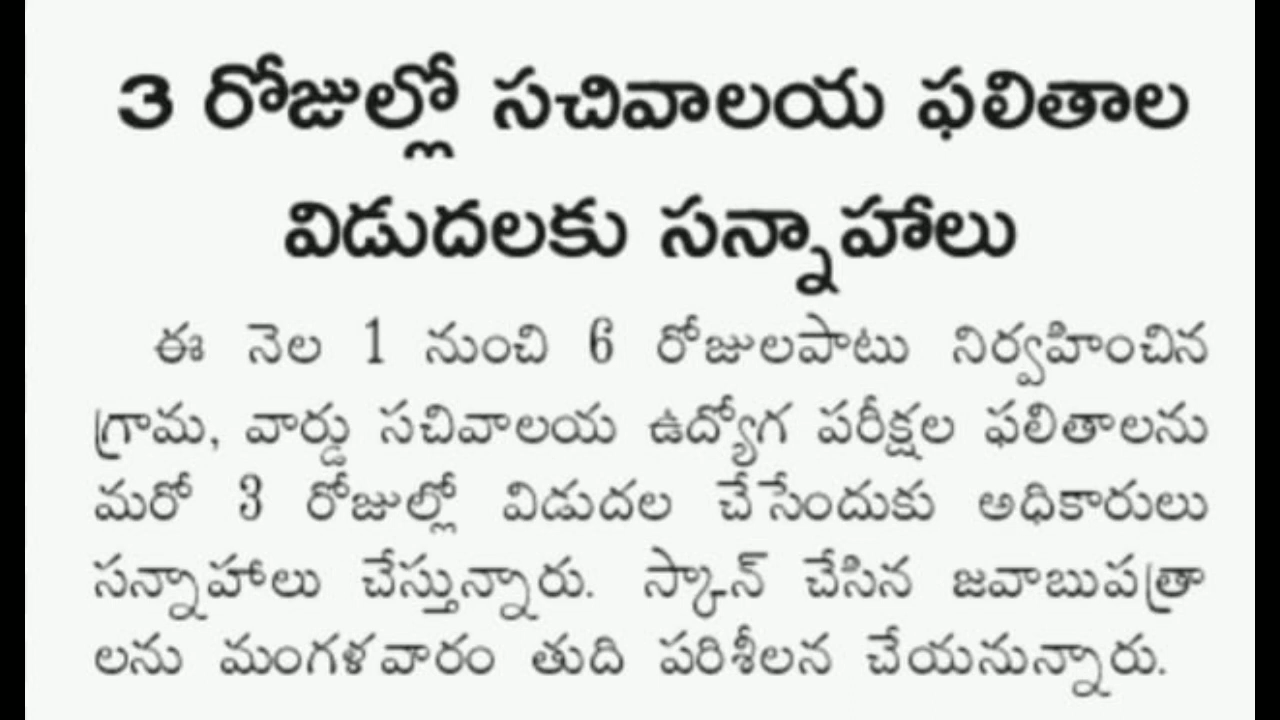 3 రోజుల్లో సచివాలయ ఫలితాల
విడుదలకు సన్నాహాలు
ఈ నెల 1 నుంచి 6 రోజులపాటు నిర్వహించిన
గ్రామ, వార్డు సచివాలయ ఉద్యోగ పరీక్షల ఫలితాలను
మరో 3 రోజుల్లో విడుదల చేసేందుకు అధికారులు
సన్నాహాలు చేస్తున్నారు. స్కాన్ చేసిన జవాబుపత్రా
లను మంగళవారం తుది పరిశీలన చేయనున్నారు.